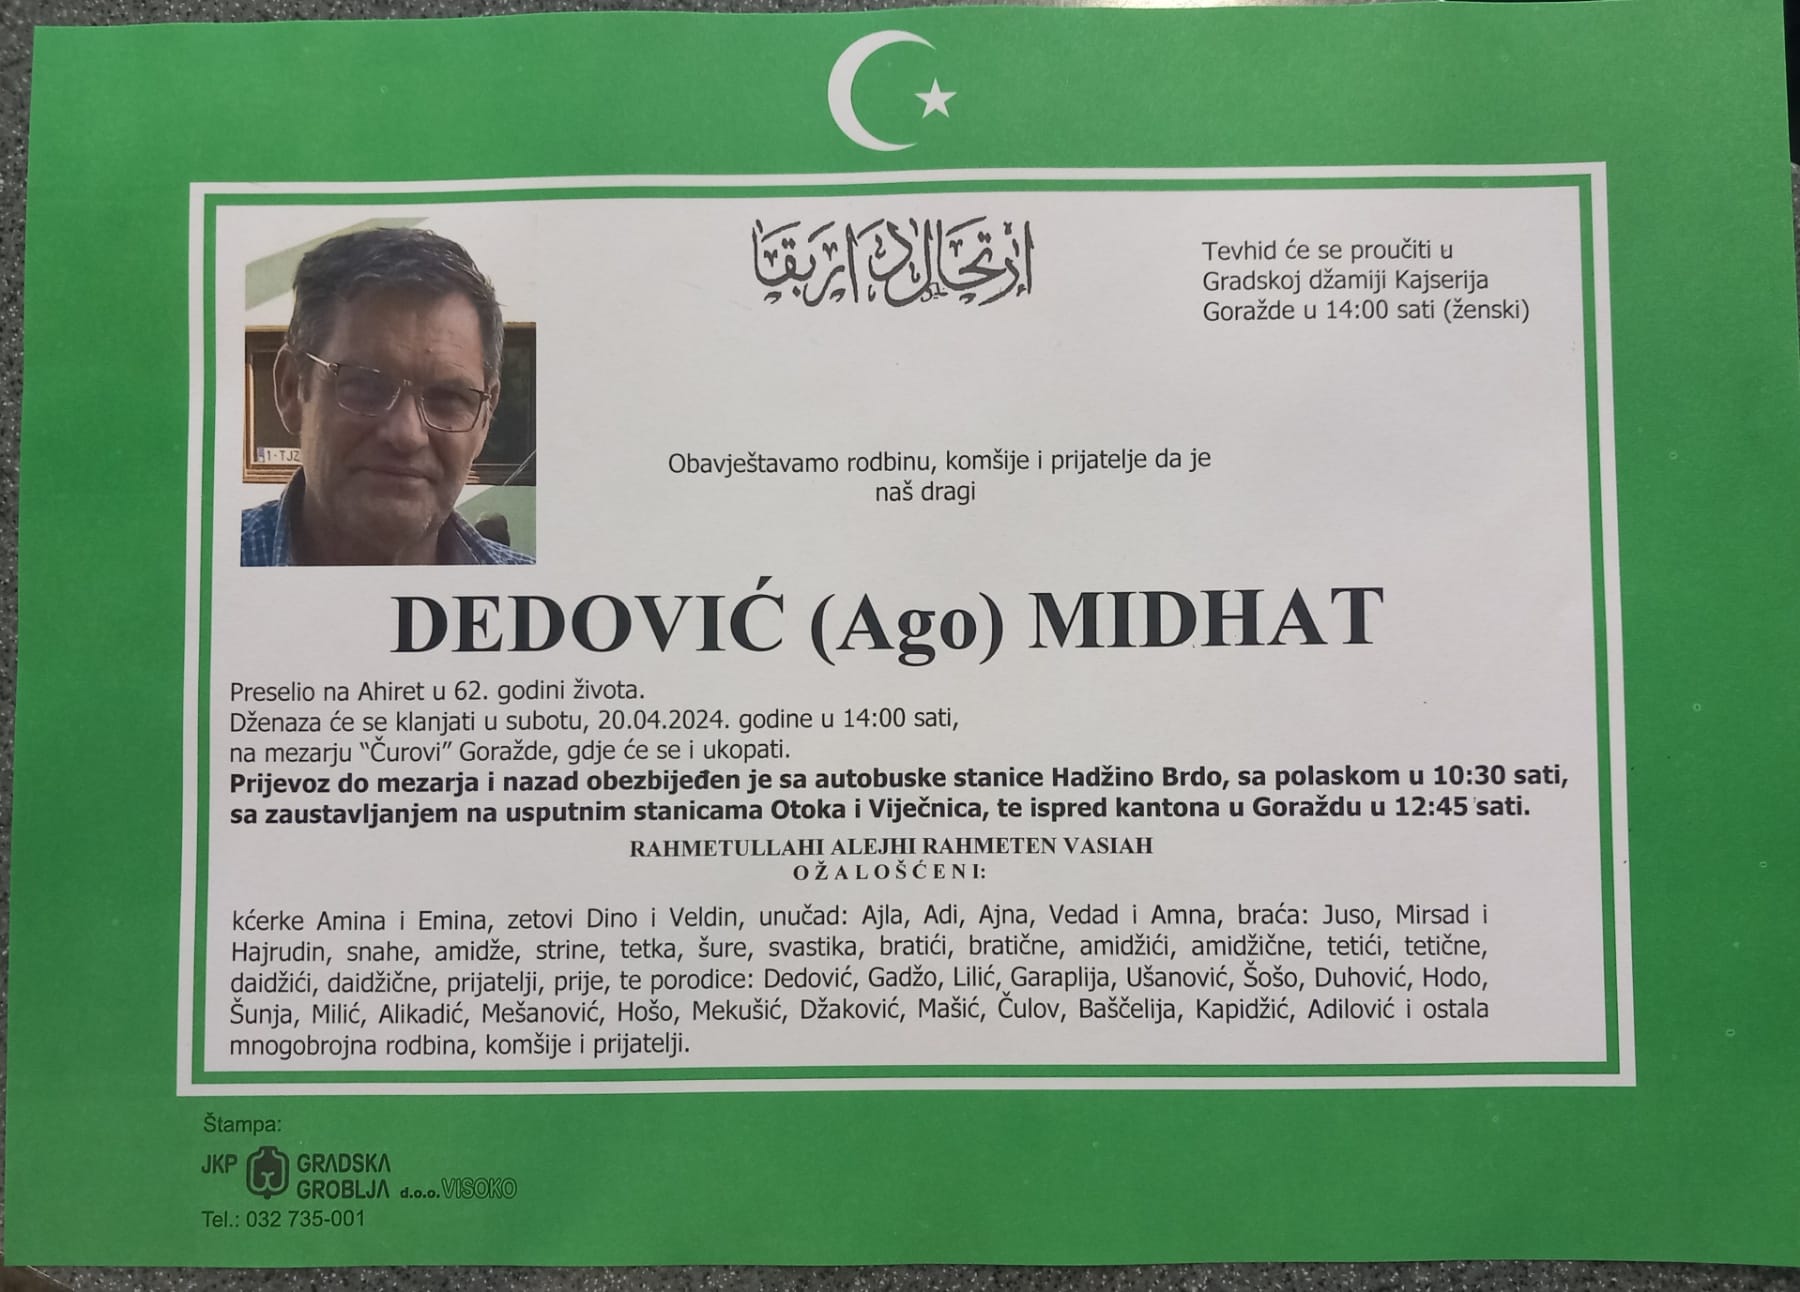 ارتحال دار بقا
Tevhid će se proučiti u
Gradskoj džamiji Kajserija
Goražde u 14:00 sati (ženski)
1-TJZ
Obavještavamo rodbinu, komšije i prijatelje da je
naš dragi
DEDOVIĆ (Ago) MIDHAT
Preselio na Ahiret u 62. godini života.
Dženaza će se klanjati u subotu, 20.04.2024. godine u 14:00 sati,
na mezarju “Čurovi” Goražde, gdje će se i ukopati.
Prijevoz do mezarja i nazad obezbijeđen je sa autobuske stanice Hadžino Brdo, sa polaskom u 10:30 sati,
sa zaustavljanjem na usputnim stanicama Otoka i Viječnica, te ispred kantona u Goraždu u 12:45 sati.
RAHMETULLAHI ALEJHI RAHMETEN VASIAH
OŽALOŠĆENI:
kćerke Amina i Emina, zetovi Dino i Veldin, unučad: Ajla, Adi, Ajna, Vedad i Amna, braća: Juso, Mirsad i
Hajrudin, snahe, amidže, strine, tetka, šure, svastika, bratići, bratične, amidžići, amidžične, tetići, tetične,
daidžići, daidžične, prijatelji, prije, te porodice: Dedović, Gadžo, Lilić, Garaplija, Ušanović, Šošo, Duhović, Hodo,
Šunja, Milić, Alikadić, Mešanović, Hošo, Mekušić, Džaković, Mašić, Čulov, Baščelija, Kapidžić, Adilović i ostala
mnogobrojna rodbina, komšije i prijatelji.
Štampa:
JKP GRADSKA
GROBLJA d.o.o. VISOKO
Tel.: 032 735-001